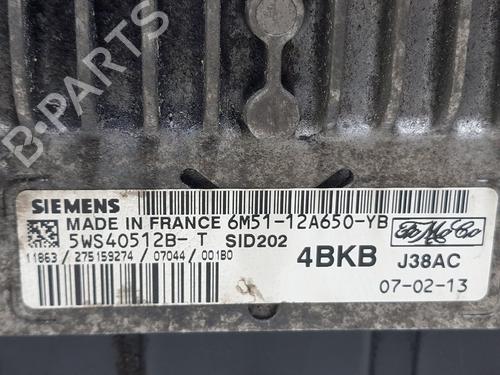 B-PARTS
SIEMENS
MADE IN FRANCE 6M51-12A650-YB
5WS40512B- T SID202
FoMoCo
4BKB J38AC
11863/ 275159274 / 07044 / 001B0
07-02-13